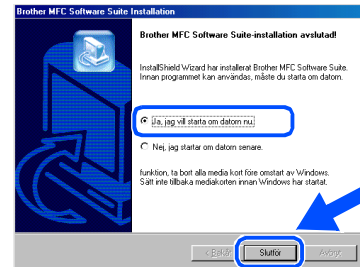 Brother MFC Software Suite Installation
Brother MFC Software Suite-installation avslutad!
InstallShield Wizard har installerat Brother MFC Software Suite.
Innan programmet kan användas, måste du starta om datorn.
Ja, jag vill starta om datorn nu.
Nej, jag startar om datorn senare.
funktion, ta bort alla media kort före omstart av Windows.
Sätt inte tillbaka mediakorten innan Windows har startat.
Slutför Avbryt